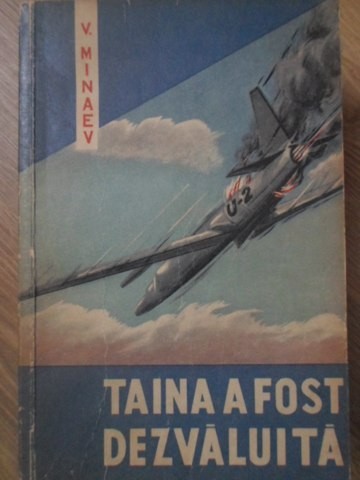 V. MINAEV
U-2
TAINA A FOST
DEZVĂLUITĂ